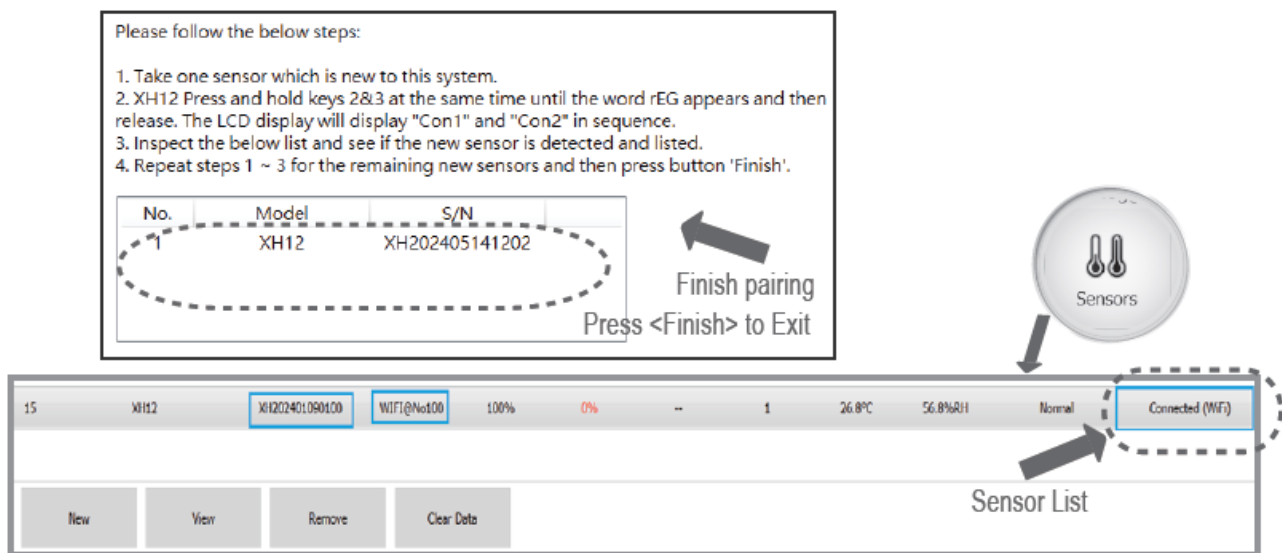 Please follow the below steps:
1. Take one sensor which is new to this system.
2. XH12 Press and hold keys 2&3 at the same time until the word rEG appears and then
release. The LCD display will display "Con1" and "Con2" in sequence.
3. Inspect the below list and see if the new sensor is detected and listed.
4. Repeat steps 1 ~ 3 for the remaining new sensors and then press button 'Finish'.
No. Model S/N
1 XH12 XH202405141202
Finish pairing
Press <Finish> to Exit
Sensors
15 XH12 XH202401090100 WIFI@No100 100% 0% -- 1 26.8°C 56.8%RH Normal Connected (WiFi)
Sensor List
New View Remove Clear Data